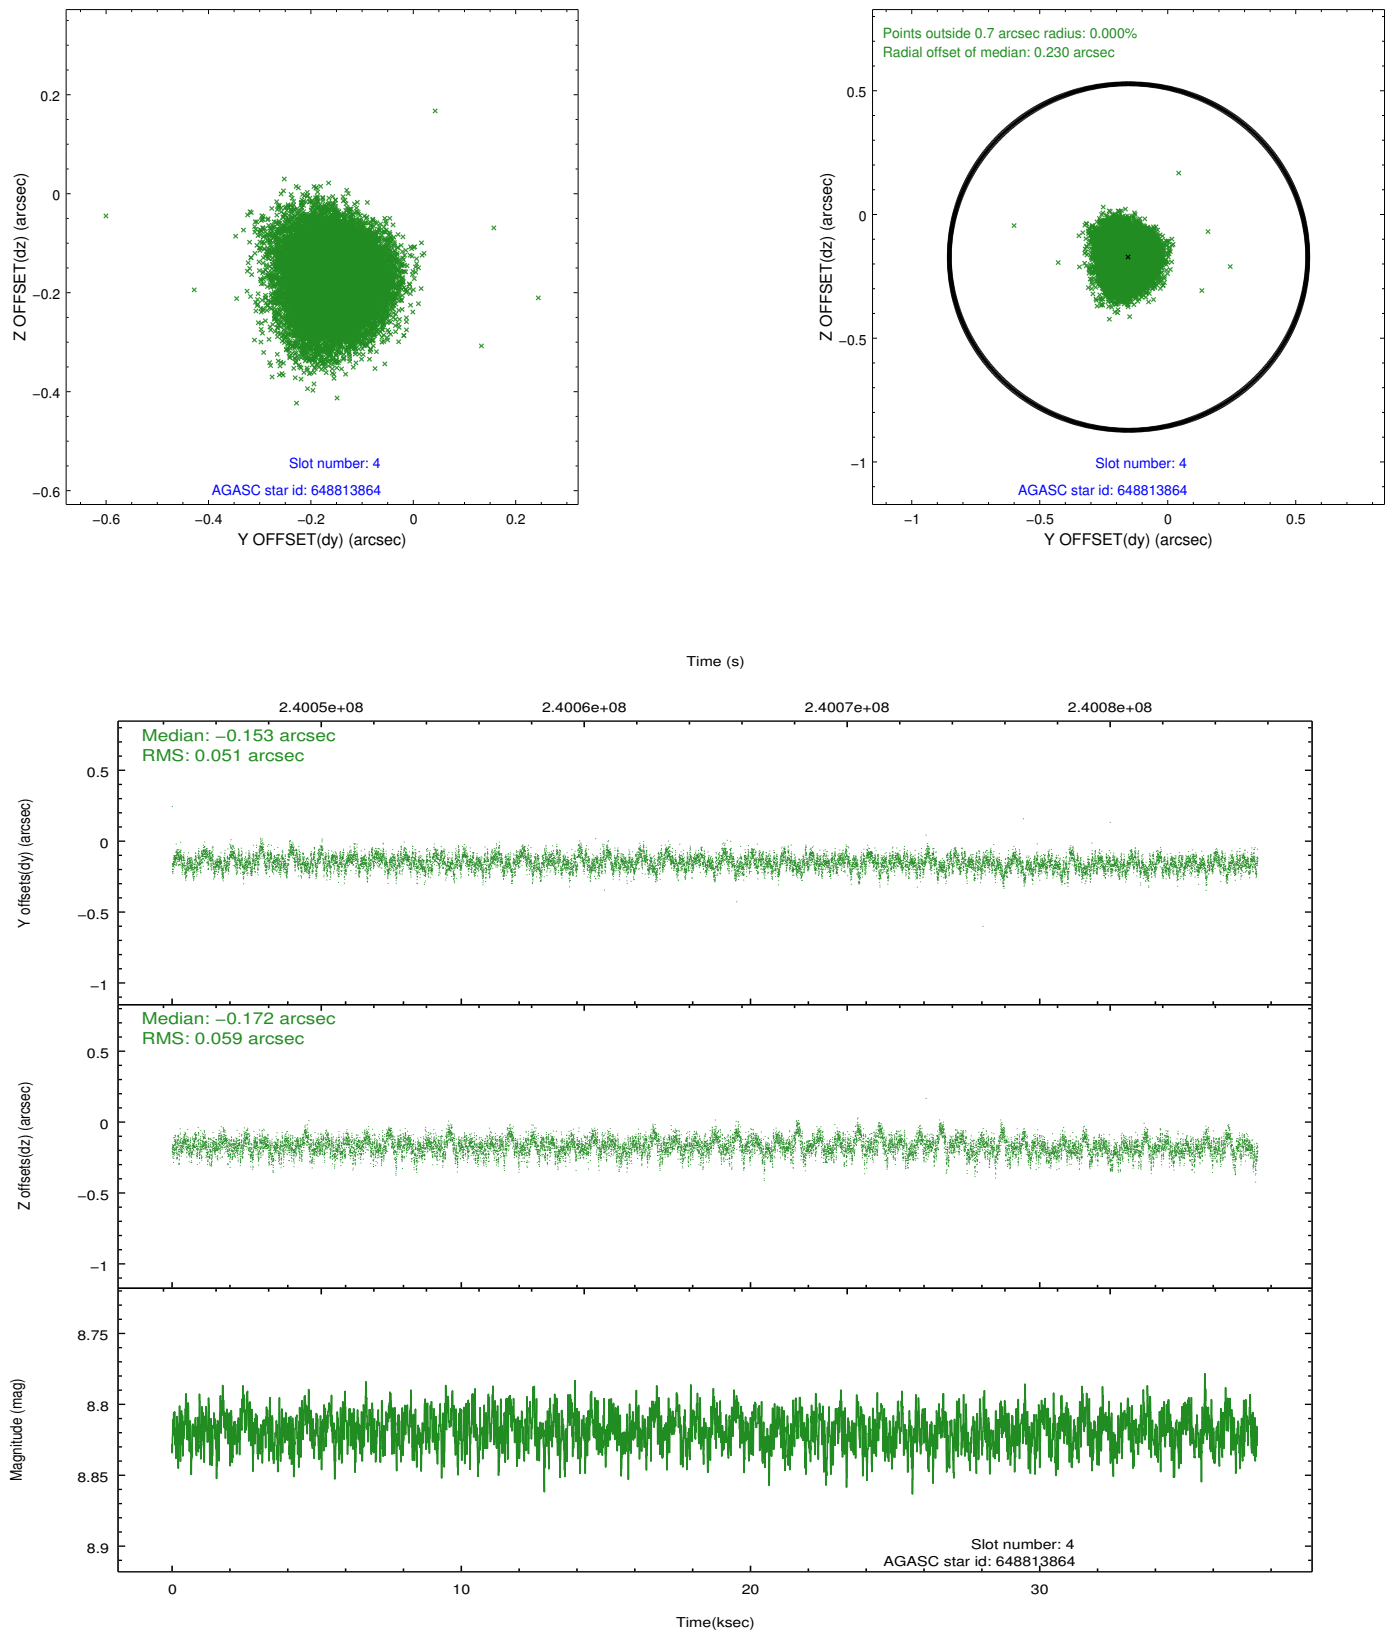 0.2
0
−0.2
−0.4
−0.6
Z OFFSET(dz) (arcsec)
Slot number: 4
AGASC star id: 648813864
−0.6
−0.4
−0.2
0
0.2
Y OFFSET(dy) (arcsec)
Points outside 0.7 arcsec radius: 0.000%
Radial offset of median: 0.230 arcsec
0.5
0
−0.5
−1
Z OFFSET(dz) (arcsec)
Slot number: 4
AGASC star id: 648813864
−1
−0.5
0
0.5
Y OFFSET(dy) (arcsec)
Time (s)
2.4005e+08
2.4006e+08
2.4007e+08
2.4008e+08
Median: −0.153 arcsec
RMS: 0.051 arcsec
0.5
0
−0.5
−1
Y offsets(dy) (arcsec)
Median: −0.172 arcsec
RMS: 0.059 arcsec
0.5
0
−0.5
−1
Z offsets(dz) (arcsec)
8.75
8.8
8.85
8.9
Magnitude (mag)
Slot number: 4
AGASC star id: 648813864
0
10
20
30
Time(ksec)